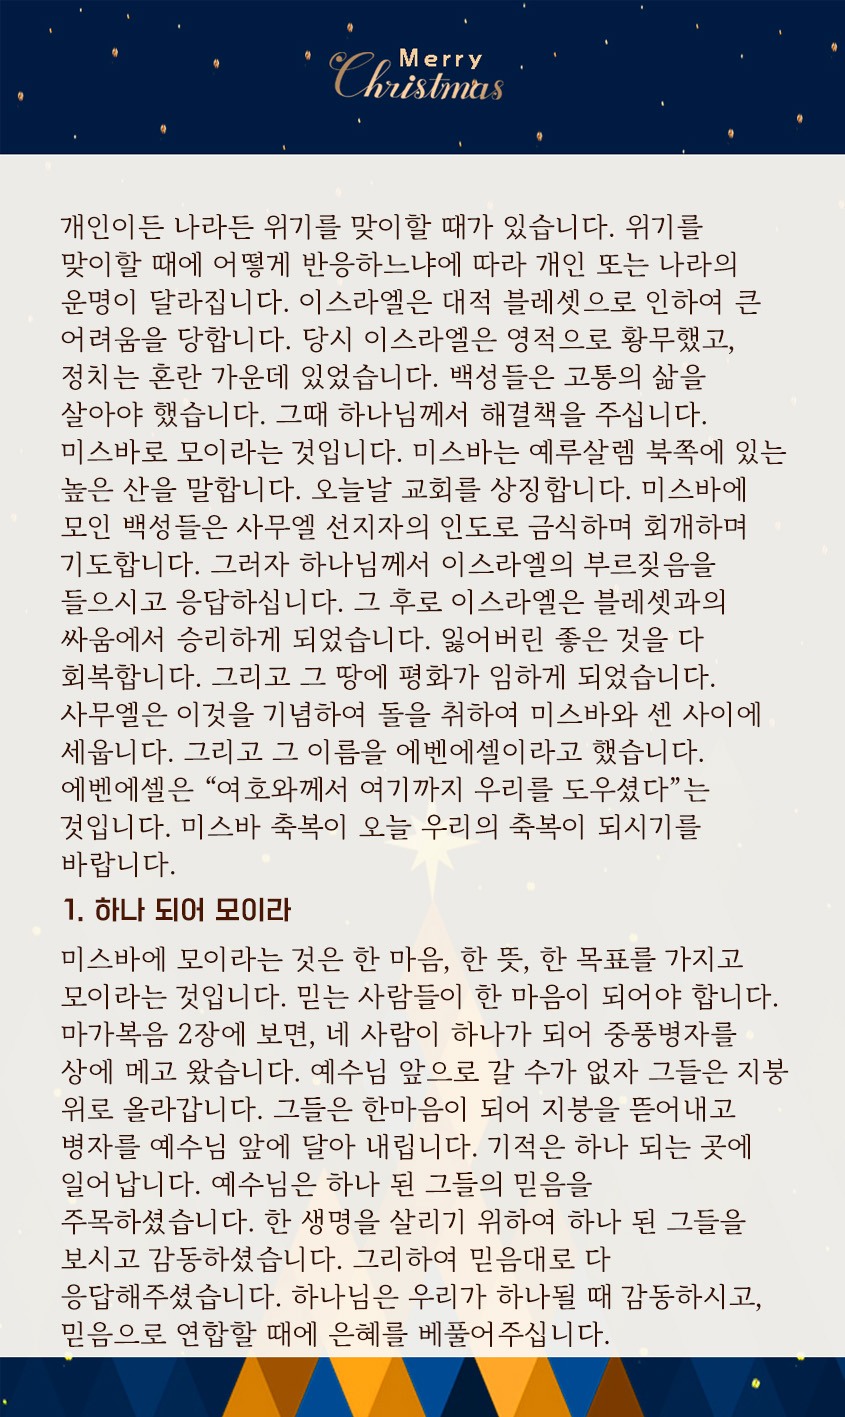 Merry
Christmas
개인이든 나라든 위기를 맞이할 때가 있습니다. 위기를
맞이할 때에 어떻게 반응하느냐에 따라 개인 또는 나라의
운명이 달라집니다. 이스라엘은 대적 블레셋으로 인하여 큰
어려움을 당합니다. 당시 이스라엘은 영적으로 황무했고,
정치는 혼란 가운데 있었습니다. 백성들은 고통의 삶을
살아야 했습니다. 그때 하나님께서 해결책을 주십니다.
미스바로 모이라는 것입니다. 미스바는 예루살렘 북쪽에 있는
높은 산을 말합니다. 오늘날 교회를 상징합니다. 미스바에
모인 백성들은 사무엘 선지자의 인도로 금식하며 회개하며
기도합니다. 그러자 하나님께서 이스라엘의 부르짖음을
들으시고 응답하십니다. 그 후로 이스라엘은 블레셋과의
싸움에서 승리하게 되었습니다. 잃어버린 좋은 것을 다
회복합니다. 그리고 그 땅에 평화가 임하게 되었습니다.
사무엘은 이것을 기념하여 돌을 취하여 미스바와 센 사이에
세웁니다. 그리고 그 이름을 에벤에셀이라고 했습니다.
에벤에셀은 “여호와께서 여기까지 우리를 도우셨다”는
것입니다. 미스바 축복이 오늘 우리의 축복이 되시기를
바랍니다.
1. 하나 되어 모이라
미스바에 모이라는 것은 한 마음, 한 뜻, 한 목표를 가지고
모이라는 것입니다. 믿는 사람들이 한 마음이 되어야 합니다.
마가복음 2장에 보면, 네 사람이 하나가 되어 중풍병자를
상에 메고 왔습니다. 예수님 앞으로 갈 수가 없자 그들은 지붕
위로 올라갑니다. 그들은 한마음이 되어 지붕을 뜯어내고
병자를 예수님 앞에 달아 내립니다. 기적은 하나 되는 곳에
일어납니다. 예수님은 하나 된 그들의 믿음을
주목하셨습니다. 한 생명을 살리기 위하여 하나 된 그들을
보시고 감동하셨습니다. 그리하여 믿음대로 다
응답해주셨습니다. 하나님은 우리가 하나될 때 감동하시고,
믿음으로 연합할 때에 은혜를 베풀어주십니다.